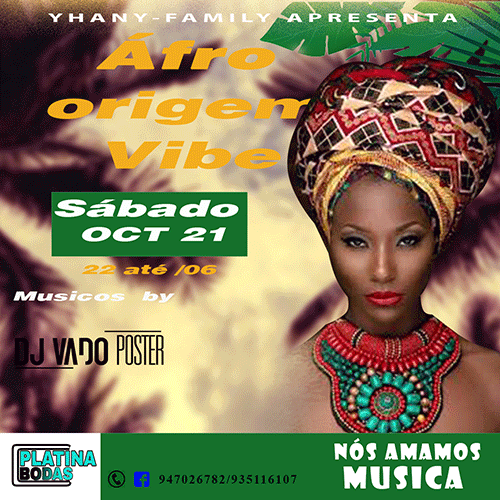 YHANY-FAMILY APRESENTA
Áfro
origem
Vibe
Sábado
OCT 21
22 até /06
Musicos by
DJ VADO POSTER
PLATINA
BODAS
947026782/935116107
NÓS AMAMOS
MUSICA